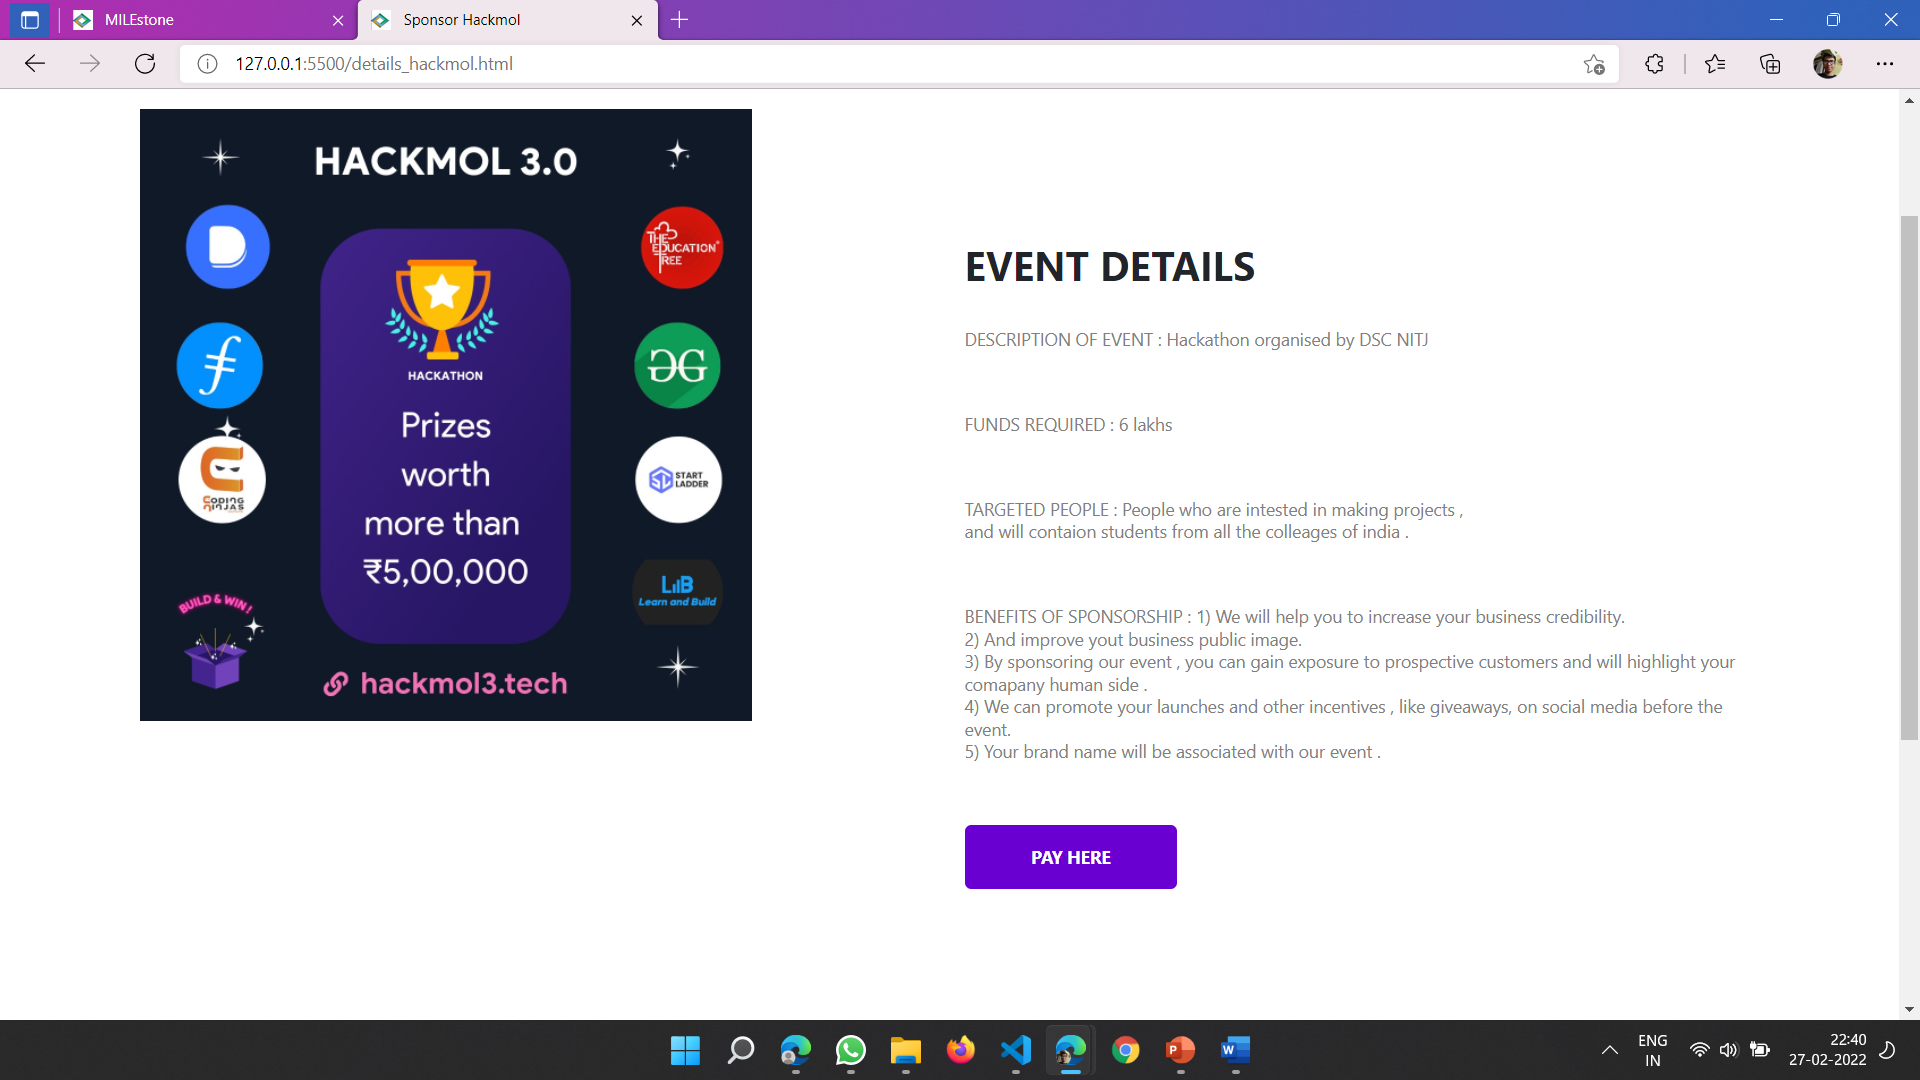 MILEstone
Sponsor Hackmol
127.0.0.1:5500/details_hackmol.html
HACKMOL 3.0
THE
EDUCATION
TREE
HACKATHON
Prizes
worth
more than
₹5,00,000
CODING
NINJAS
START
LADDER
BUILD & WIN!
LIIB
Learn and Build
hackmol3.tech
EVENT DETAILS
DESCRIPTION OF EVENT : Hackathon organised by DSC NITJ
FUNDS REQUIRED : 6 lakhs
TARGETED PEOPLE : People who are intested in making projects ,
and will contaion students from all the colleages of india .
BENEFITS OF SPONSORSHIP : 1) We will help you to increase your business credibility.
2) And improve yout business public image.
3) By sponsoring our event , you can gain exposure to prospective customers and will highlight your
comapany human side .
4) We can promote your launches and other incentives , like giveaways, on social media before the
event.
5) Your brand name will be associated with our event .
PAY HERE
ENG
IN
22:40
27-02-2022